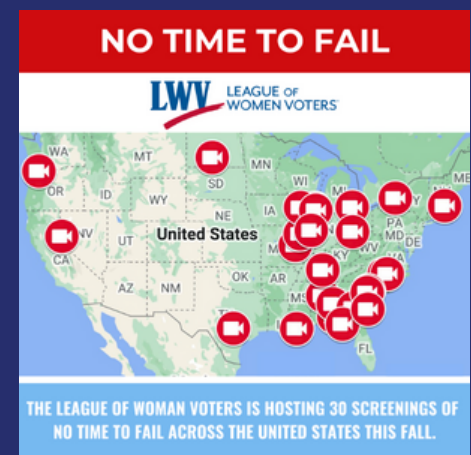 NO TIME TO FAIL
LWV LEAGUE OF
WOMEN VOTERS
WA
MT
MN
ME
OR
ID
SD
WI
MI
WY
IA
PA
NE
NV
United States
MD
DE
UT
KY
WV
CA
OK
AR
AZ
NM
MS
FL
THE LEAGUE OF WOMAN VOTERS IS HOSTING 30 SCREENINGS OF
NO TIME TO FAIL ACROSS THE UNITED STATES THIS FALL.